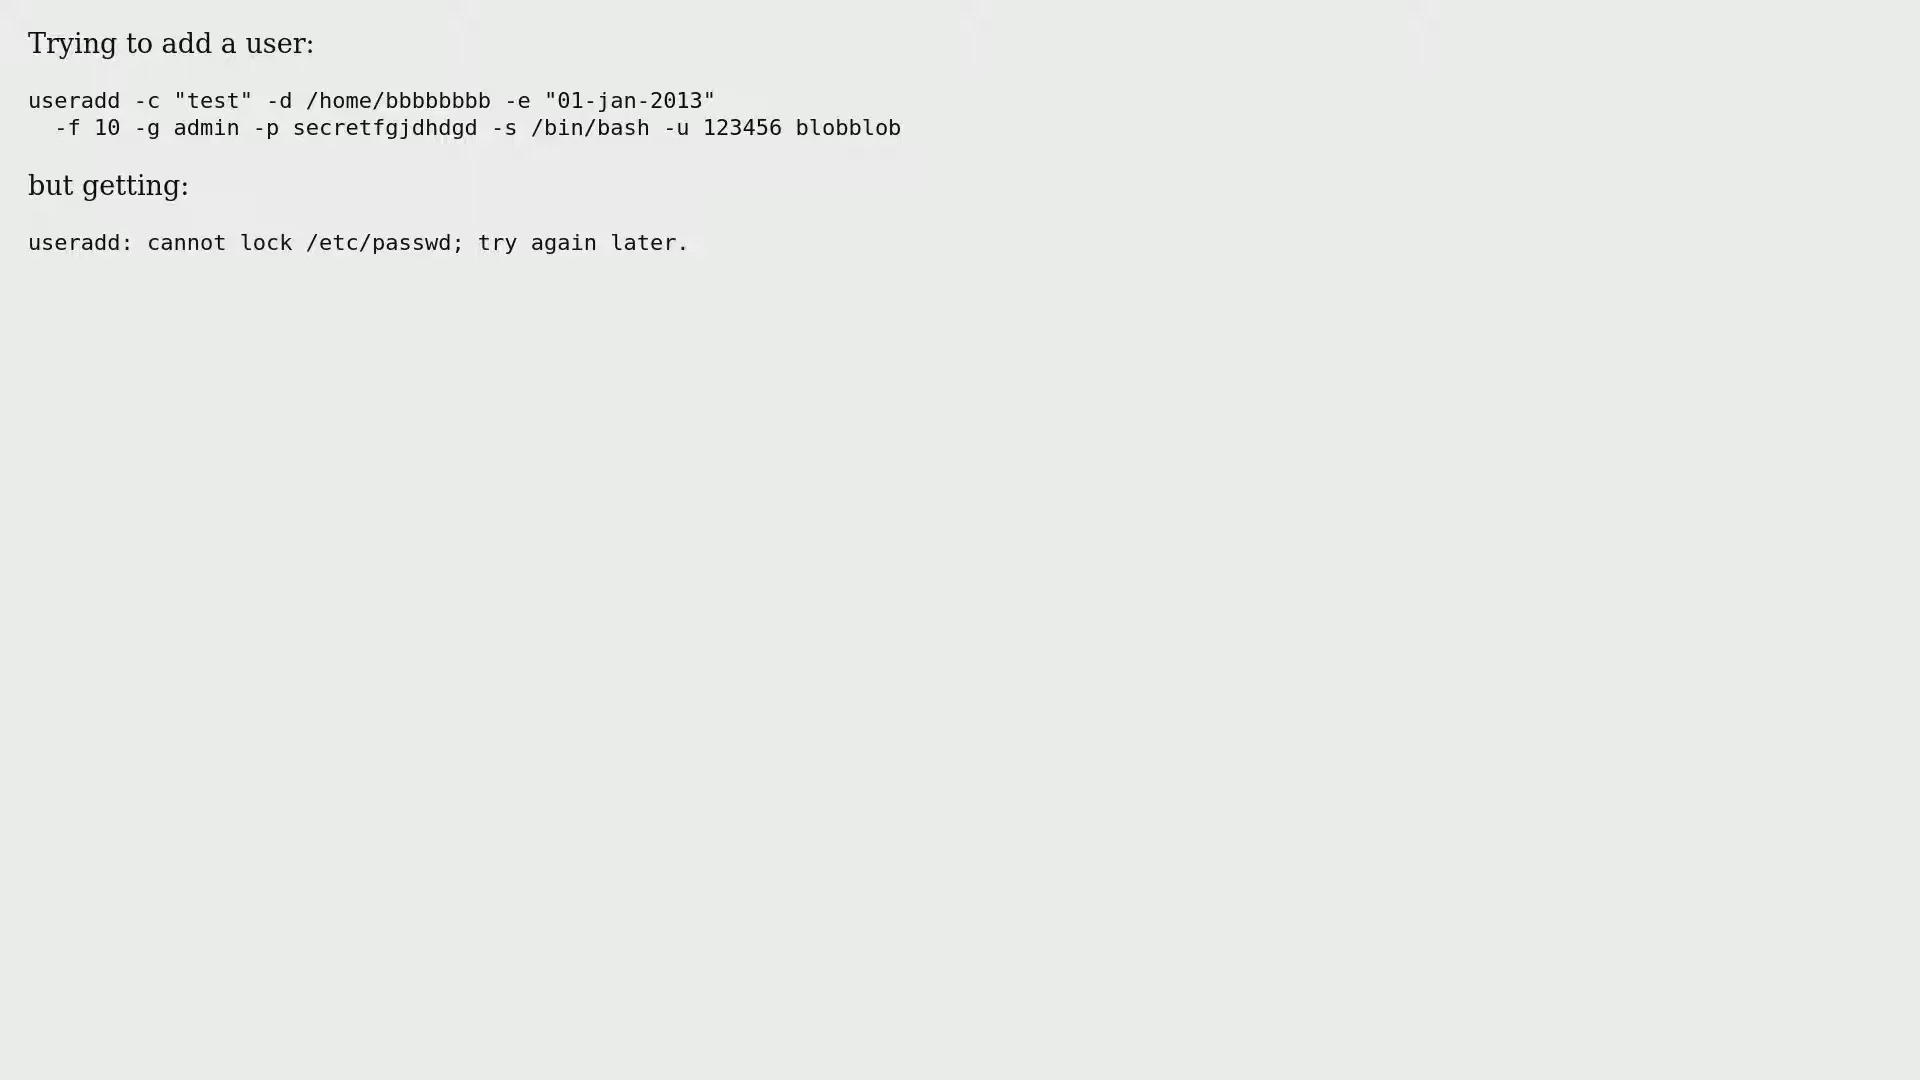 Trying to add a user:
useradd -c "test" -d /home/bbbbbbbb -e "01-jan-2013"
  -f 10 -g admin -p secretfgjdhdgd -s /bin/bash -u 123456 blobblob
but getting:
useradd: cannot lock /etc/passwd; try again later.